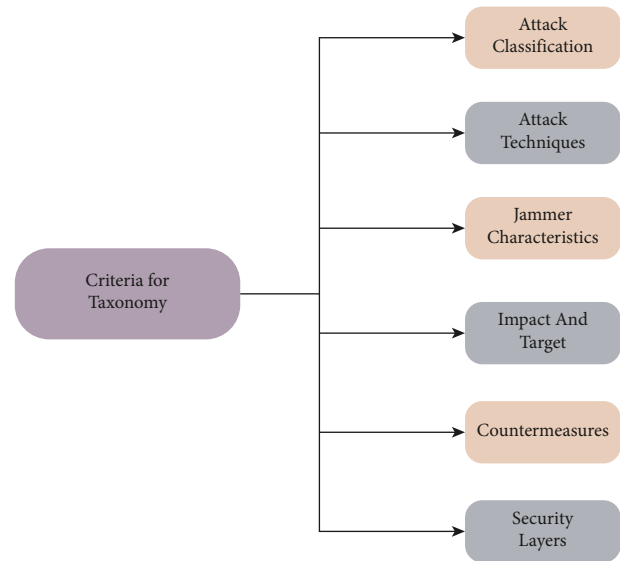 Attack
Classification
Attack
Techniques
Jammer
Characteristics
Criteria for
Taxonomy
Impact And
Target
Countermeasures
Security
Layers